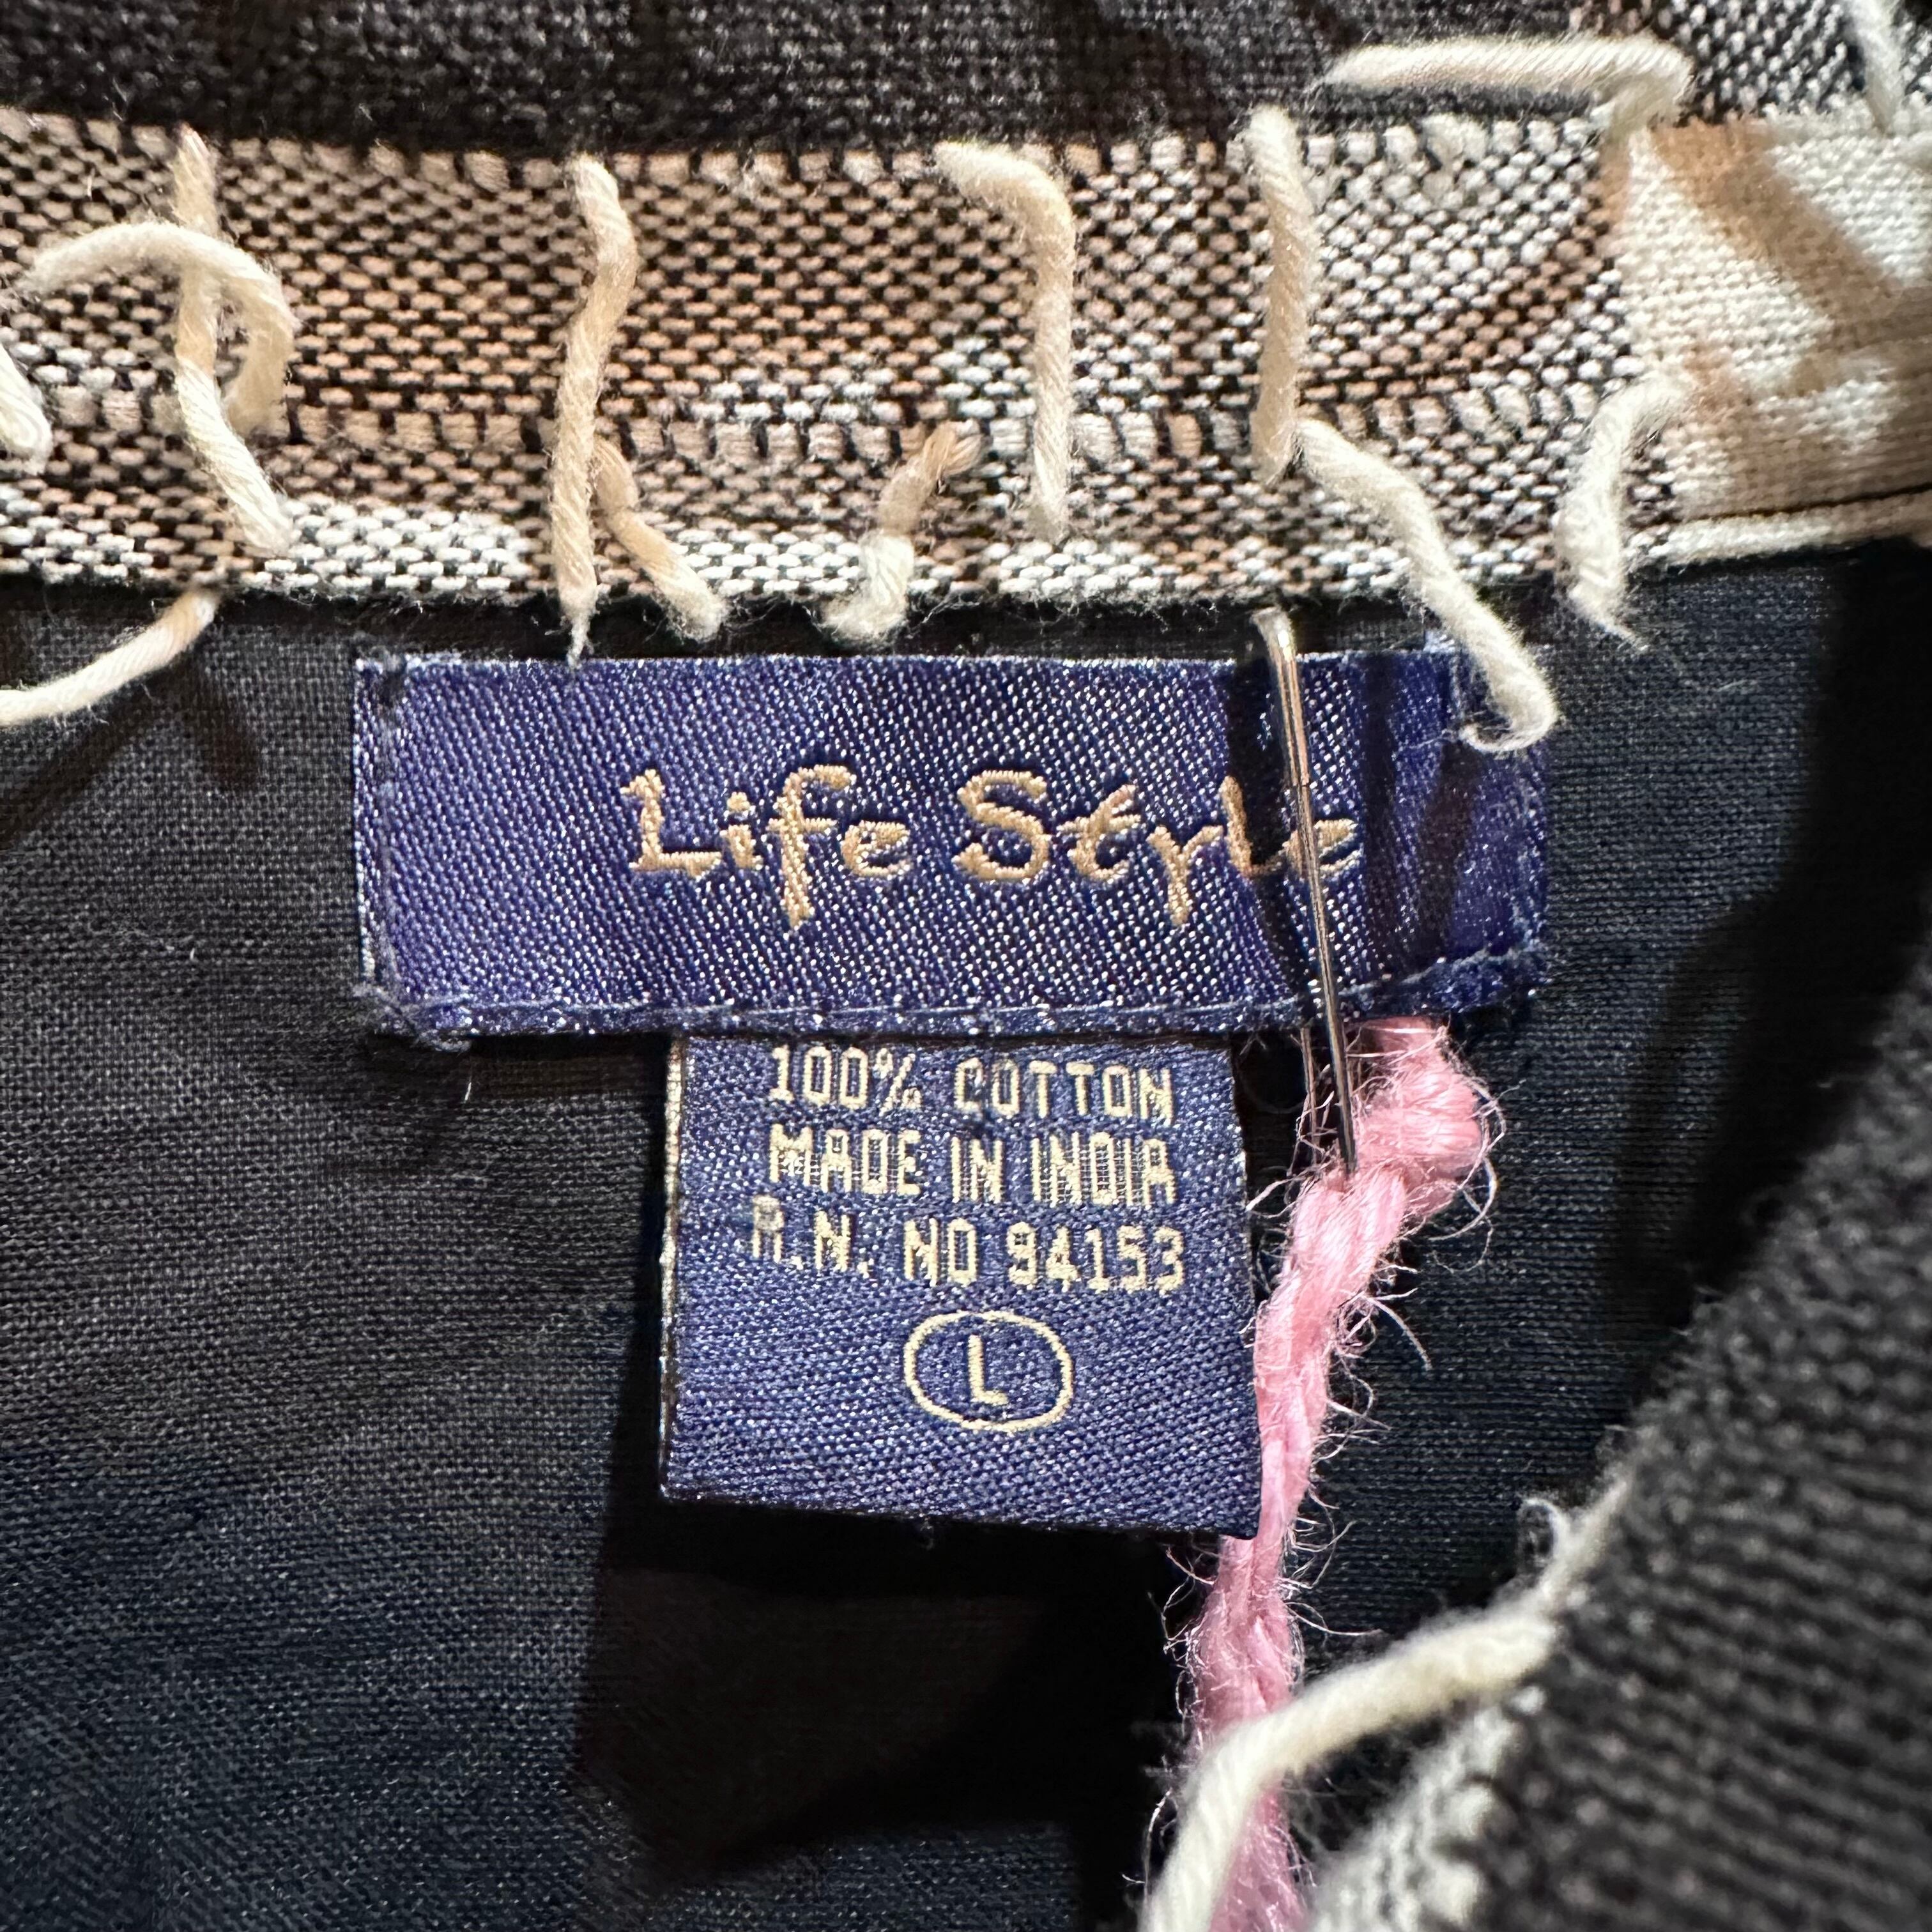 Life Style
100% COTTON
MADE IN INDIA
R.N. NO 94153
L